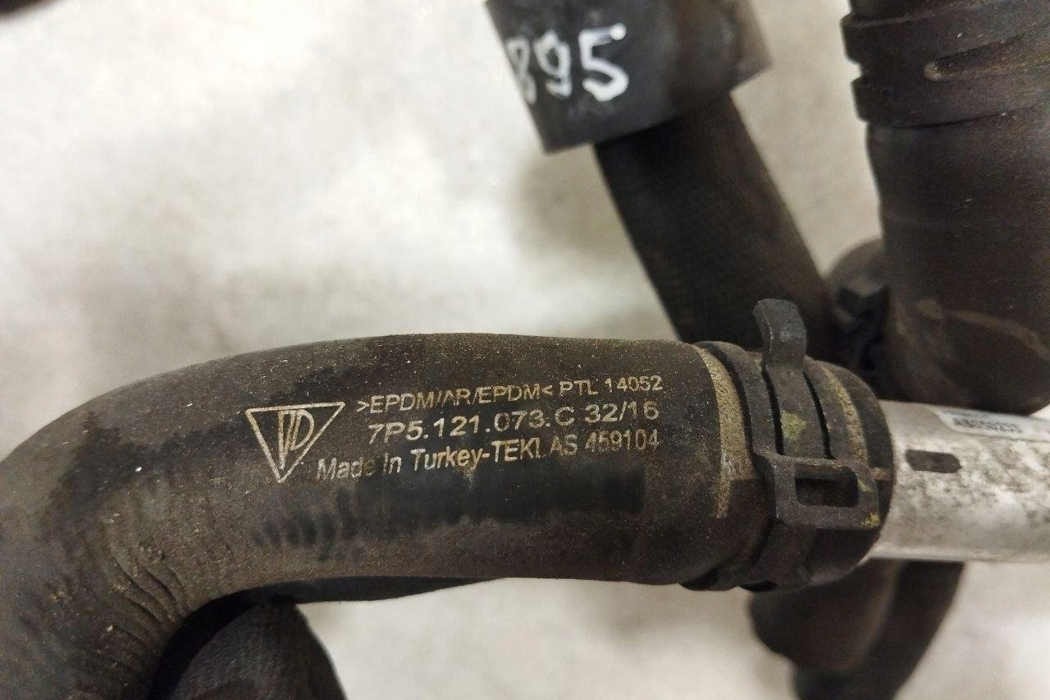 895
>EPDM/AR/EPDM< PTL 14052
7P5.121.073.C 32/16
Made In Turkey-TEKLAS 459104